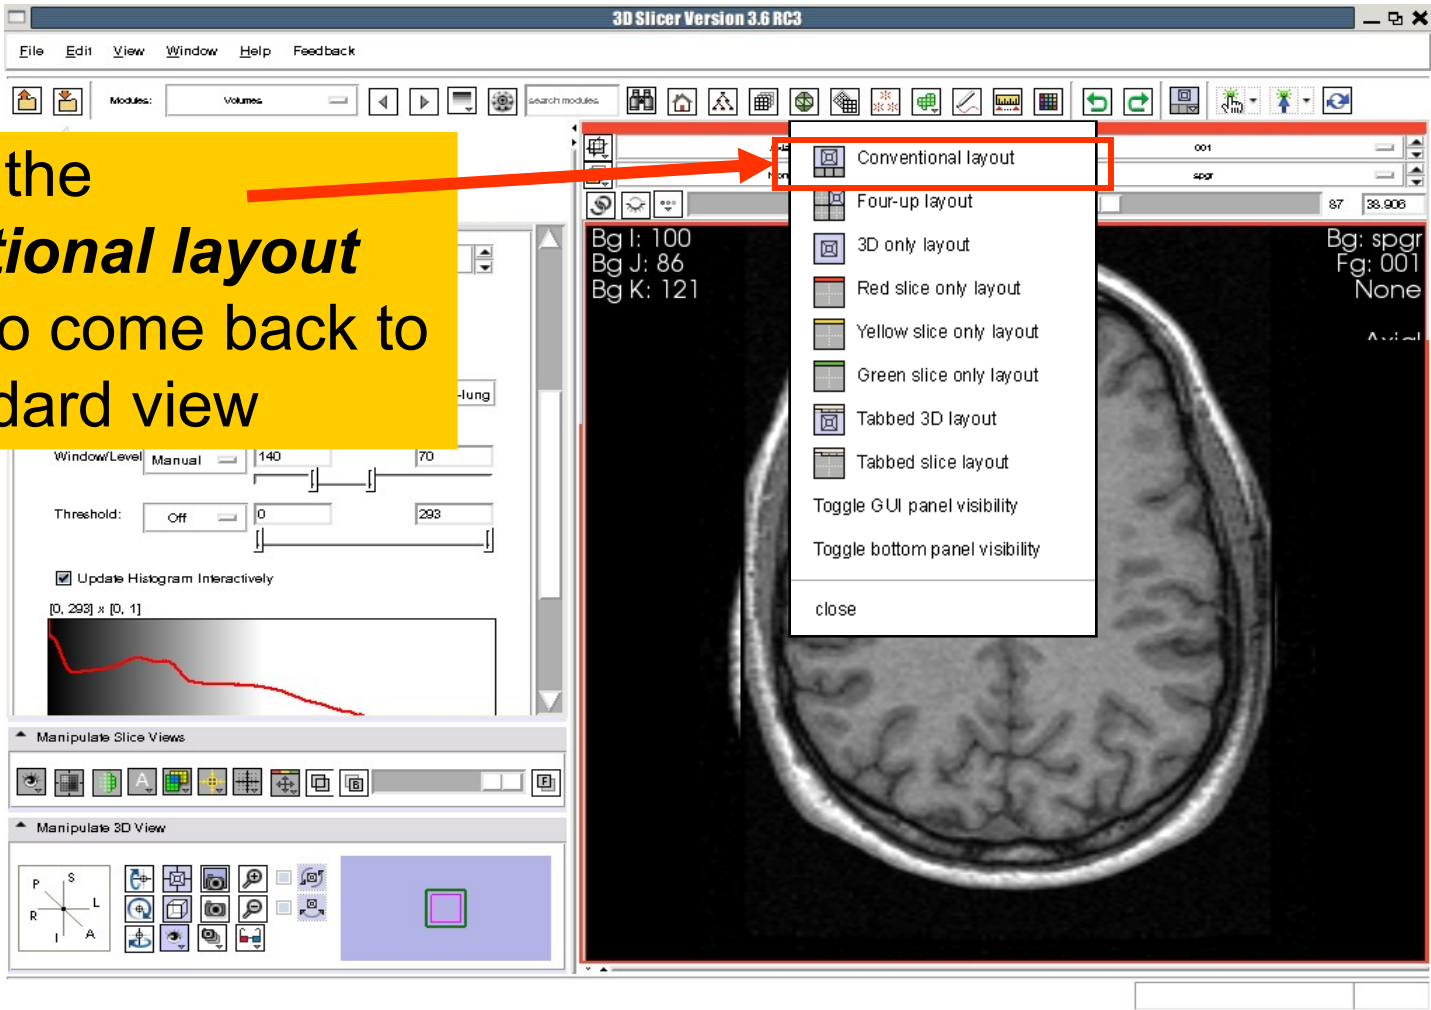 3D Slicer Version 3.6 RC3
File Edit View Window Help Feedback
Modules: Volumes search modules
the
tional layout
o come back to
dard view
001
spgr
87 38.906
Conventional layout
Four-up layout
3D only layout
Red slice only layout
Yellow slice only layout
Green slice only layout
Tabbed 3D layout
Tabbed slice layout
Toggle GUI panel visibility
Toggle bottom panel visibility
close
Bg I: 100
Bg J: 86
Bg K: 121
Bg: spgr
Fg: 001
None
Axial
-lung
Window/Level Manual 140 70
Threshold: Off 0 293
Update Histogram Interactively
[0, 293] x [0, 1]
Manipulate Slice Views
A B F
Manipulate 3D View
P S
R L
I A